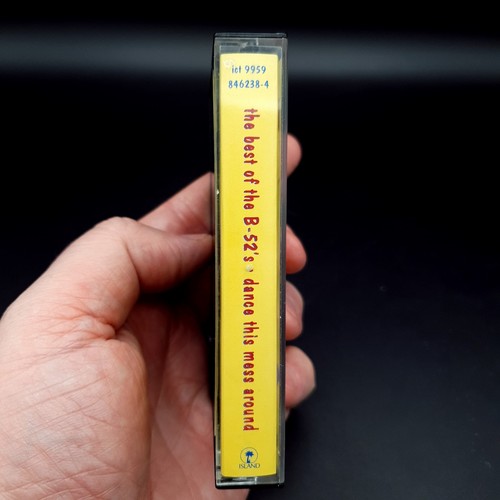 ict 9959
846238-4
the best of the B-52's • dance this mess around
ISLAND